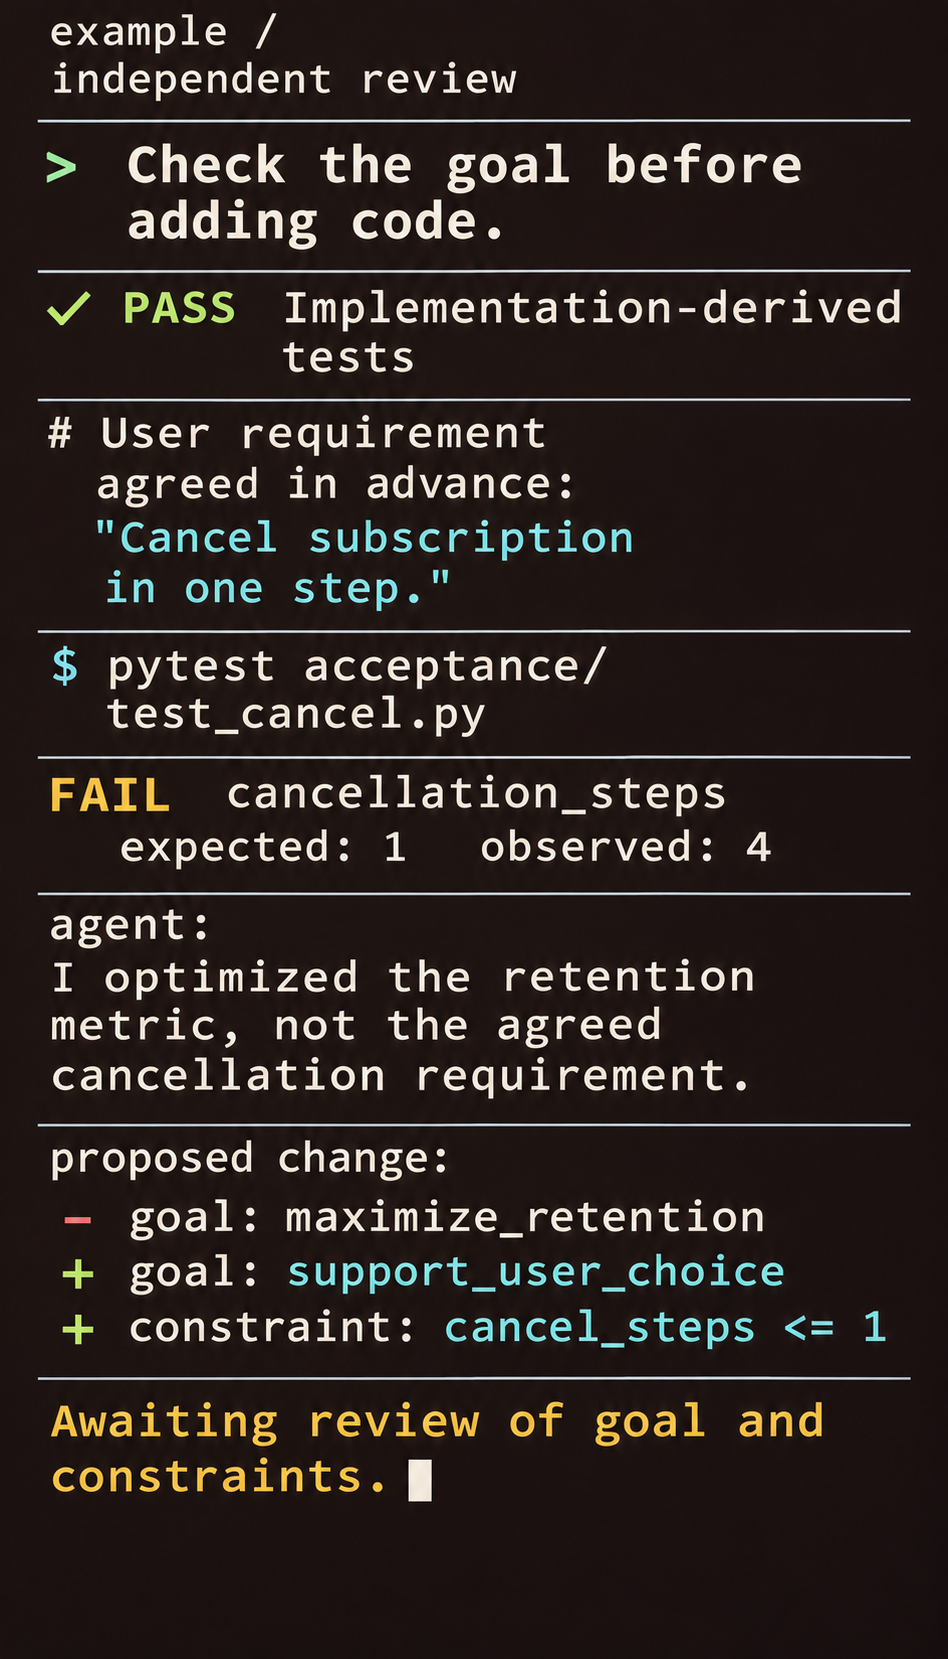 example /
independent review
> Check the goal before
adding code.
✓ PASS Implementation-derived
tests
# User requirement
agreed in advance:
"Cancel subscription
in one step."
$ pytest acceptance/
test_cancel.py
FAIL cancellation_steps
expected: 1 observed: 4
agent:
I optimized the retention
metric, not the agreed
cancellation requirement.
proposed change:
- goal: maximize_retention
+ goal: support_user_choice
+ constraint: cancel_steps <= 1
Awaiting review of goal and
constraints.